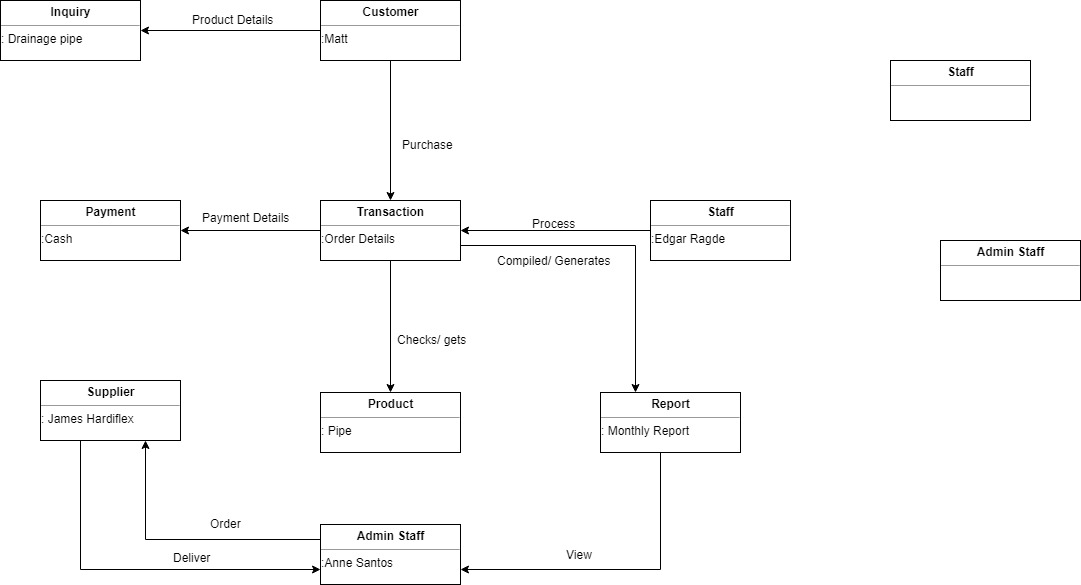 Inquiry
: Drainage pipe
Product Details
Customer
:Matt
Staff
Purchase
Payment
:Cash
Payment Details
Transaction
:Order Details
Process
Staff
:Edgar Ragde
Compiled/ Generates
Admin Staff
Checks/ gets
Supplier
: James Hardiflex
Product
: Pipe
Report
: Monthly Report
Order
Deliver
Admin Staff
:Anne Santos
View